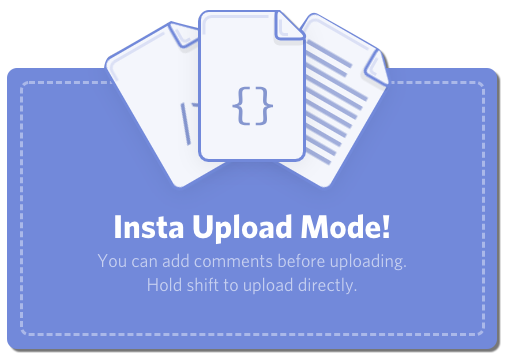 {}
Insta Upload Mode!
You can add comments before uploading.
Hold shift to upload directly.